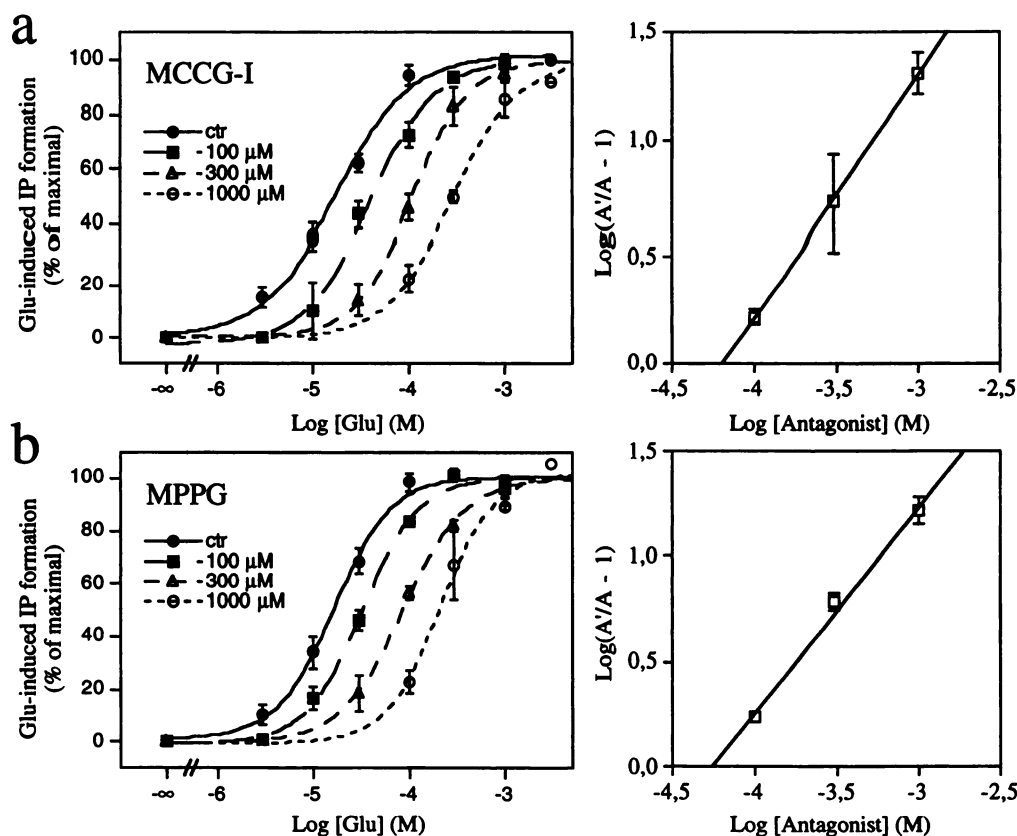 a
MCCG-I
ctr
-100 µM
-300 µM
1000 µM
Glu-induced IP formation
(% of maximal)
100
80
60
40
20
0
-∞
-6
-5
-4
-3
Log [Glu] (M)
Log(A'/A - 1)
1,5
1,0
0,5
0,0
-4,5
-4
-3,5
-3
-2,5
Log [Antagonist] (M)
b
MPPG
ctr
-100 µM
-300 µM
1000 µM
Glu-induced IP formation
(% of maximal)
100
80
60
40
20
0
-∞
-6
-5
-4
-3
Log [Glu] (M)
Log(A'/A - 1)
1,5
1,0
0,5
0,0
-4,5
-4
-3,5
-3
-2,5
Log [Antagonist] (M)